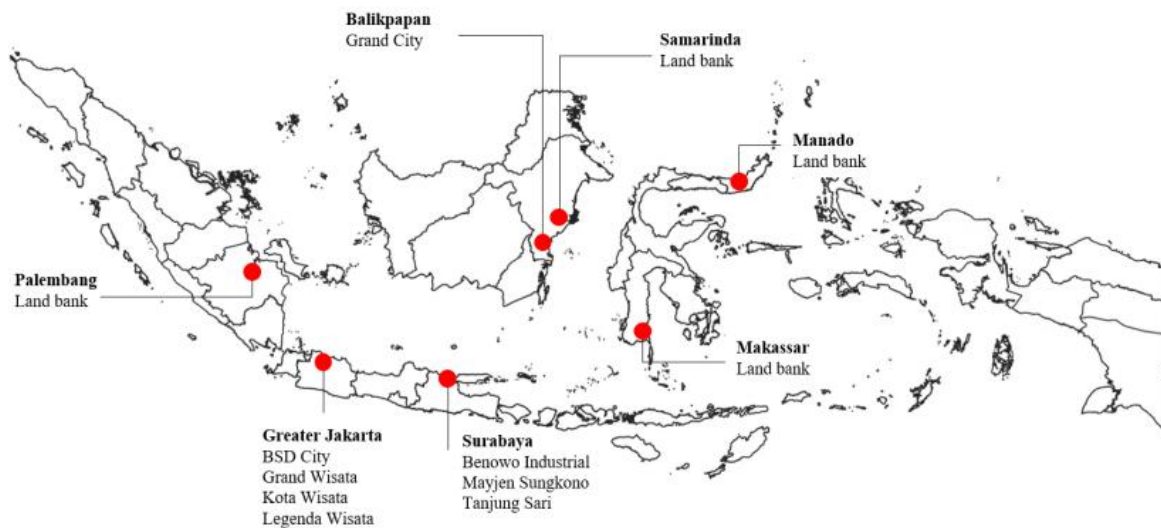 Balikpapan
Grand City
Samarinda
Land bank
Manado
Land bank
Palembang
Land bank
Makassar
Land bank
Greater Jakarta
BSD City
Grand Wisata
Kota Wisata
Legenda Wisata
Surabaya
Benowo Industrial
Mayjen Sungkono
Tanjung Sari